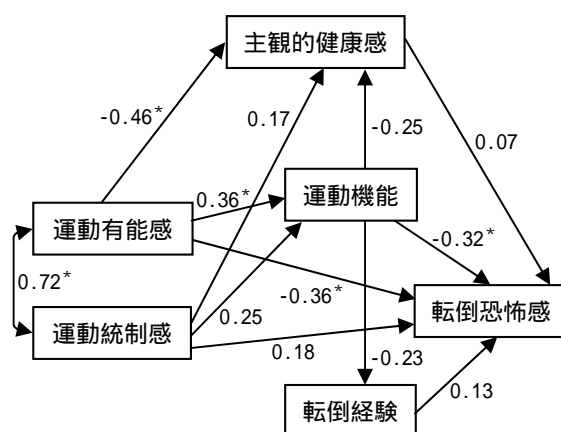 主観的健康感
-0.46*
0.17
-0.25
0.07
運動有能感
0.36*
運動機能
-0.32*
0.72*
-0.36*
転倒恐怖感
運動統制感
0.25
0.18
-0.23
転倒経験
0.13